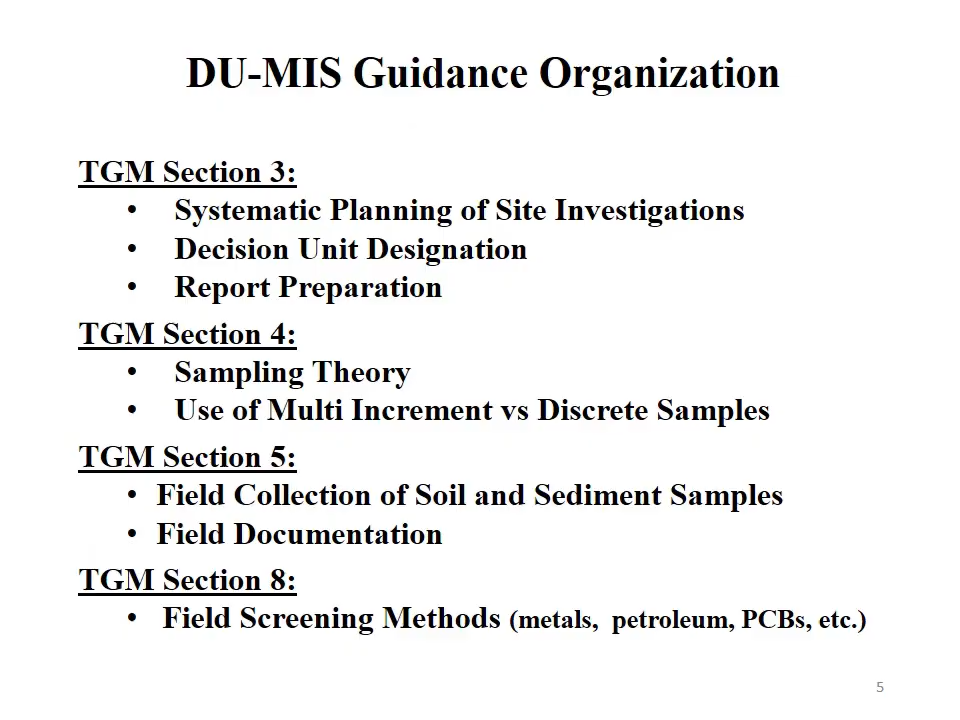 DU-MIS Guidance Organization
TGM Section 3:
• Systematic Planning of Site Investigations
• Decision Unit Designation
• Report Preparation
TGM Section 4:
• Sampling Theory
• Use of Multi Increment vs Discrete Samples
TGM Section 5:
• Field Collection of Soil and Sediment Samples
• Field Documentation
TGM Section 8:
• Field Screening Methods (metals, petroleum, PCBs, etc.)
5